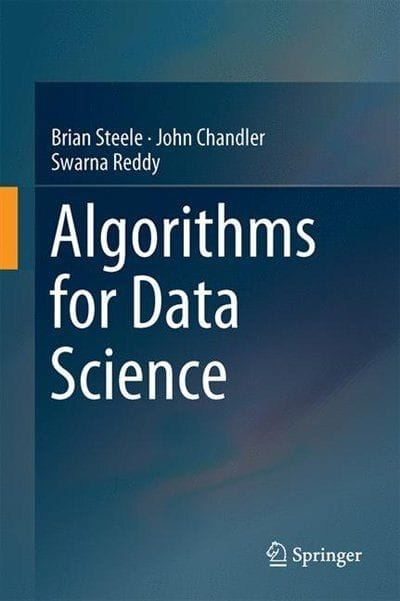 Brian Steele · John Chandler
Swarna Reddy
Algorithms
for Data
Science
Springer